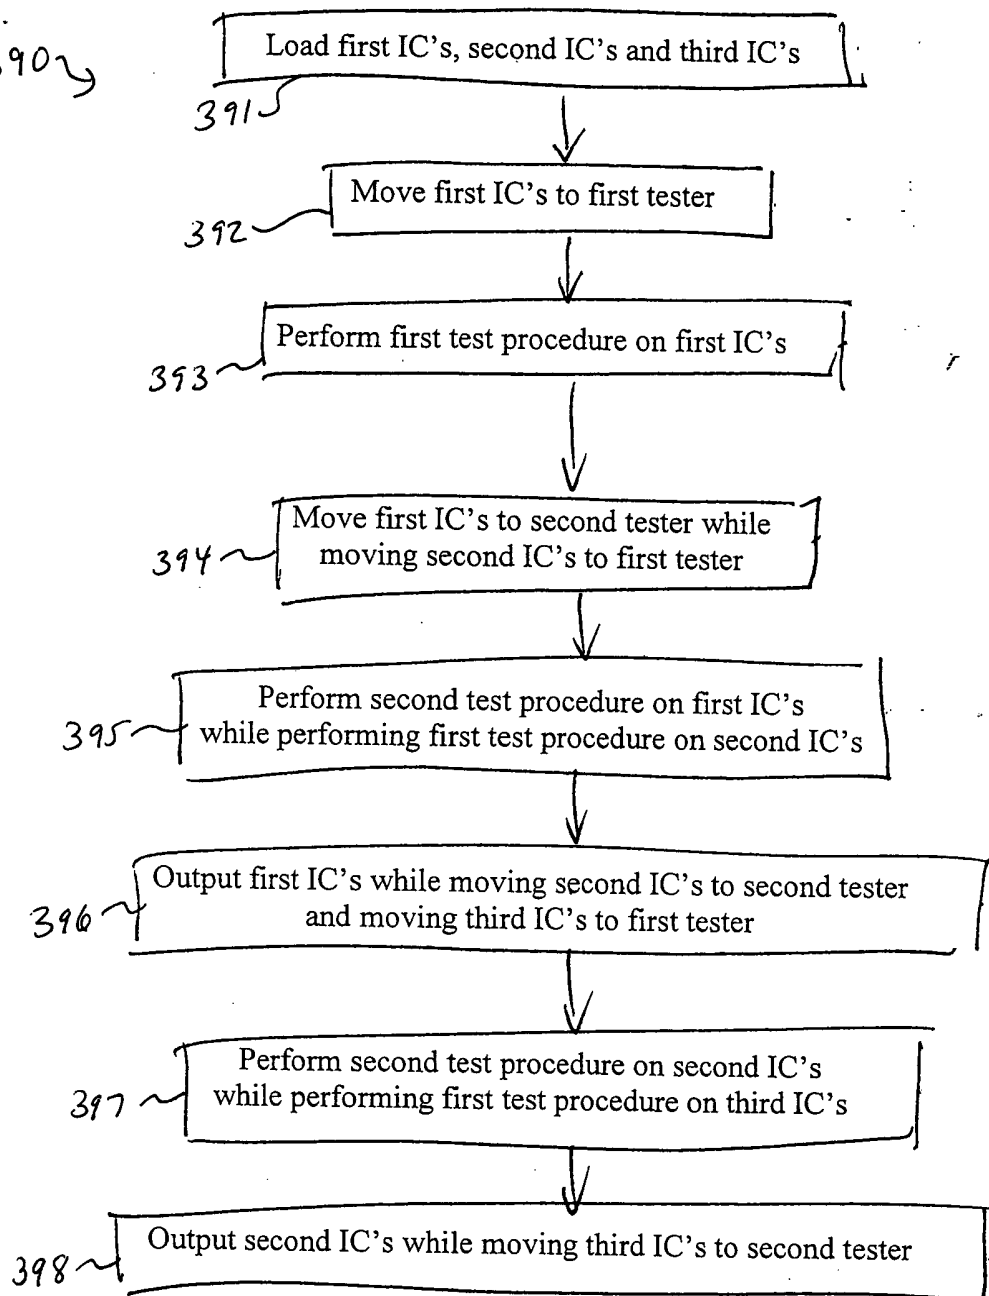 390
Load first IC's, second IC's and third IC's
391
Move first IC's to first tester
392
Perform first test procedure on first IC's
393
Move first IC's to second tester while
moving second IC's to first tester
394
Perform second test procedure on first IC's
while performing first test procedure on second IC's
395
Output first IC's while moving second IC's to second tester
and moving third IC's to first tester
396
Perform second test procedure on second IC's
while performing first test procedure on third IC's
397
Output second IC's while moving third IC's to second tester
398